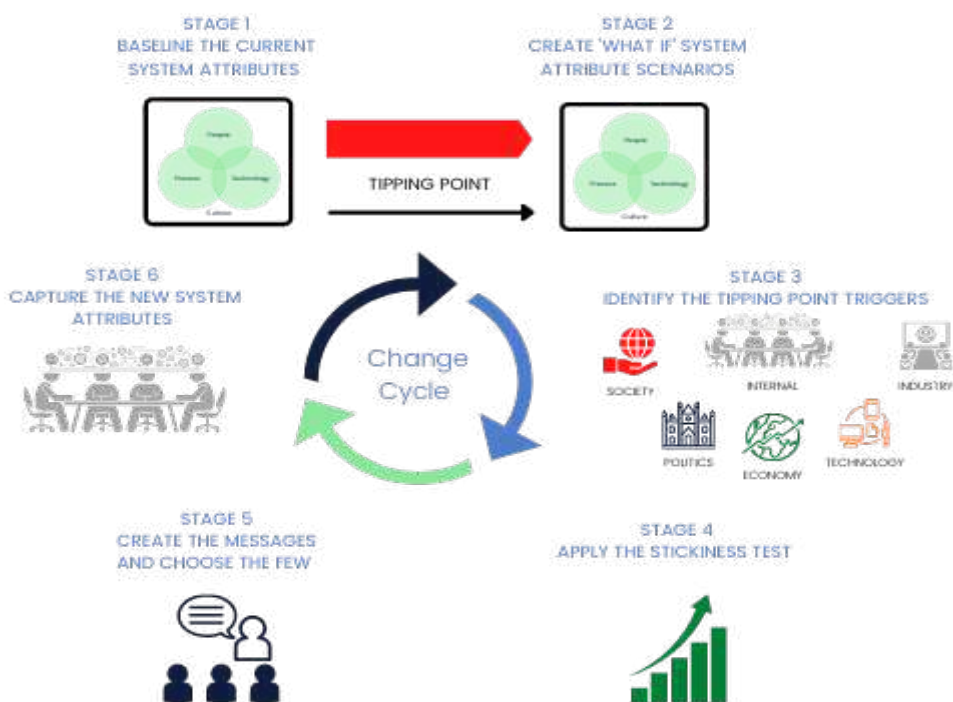 STAGE 1
BASELINE THE CURRENT
SYSTEM ATTRIBUTES
STAGE 2
CREATE 'WHAT IF' SYSTEM
ATTRIBUTE SCENARIOS
People
Process
Technology
Culture
TIPPING POINT
People
Process
Technology
Culture
STAGE 3
IDENTIFY THE TIPPING POINT TRIGGERS
SOCIETY
INTERNAL
INDUSTRY
POLITICS
ECONOMY
TECHNOLOGY
STAGE 4
APPLY THE STICKINESS TEST
STAGE 5
CREATE THE MESSAGES
AND CHOOSE THE FEW
STAGE 6
CAPTURE THE NEW SYSTEM
ATTRIBUTES
Change
Cycle